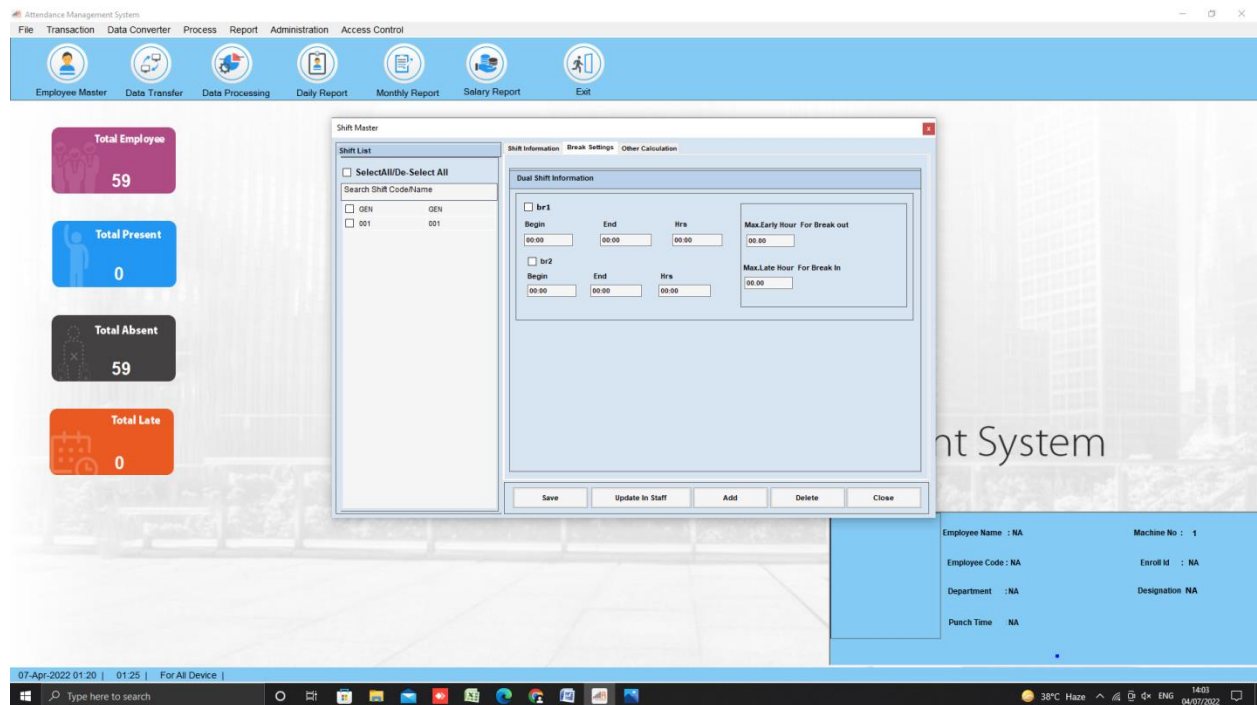 Attendance Management System
File Transaction Data Converter Process Report Administration Access Control
Employee Master Data Transfer Data Processing Daily Report Monthly Report Salary Report Exit
Total Employee
59
Total Present
0
Total Absent
59
Total Late
0
Shift Master
x
Shift List
SelectAll/De-Select All
Search Shift Code/Name
GEN GEN
001 001
Shift Information Break Settings Other Calculation
Dual Shift Information
br1
Begin End Hrs
00:00 00:00 00:00
br2
Begin End Hrs
00:00 00:00 00:00
Max.Early Hour For Break out
00.00
Max.Late Hour For Break In
00.00
Save Update In Staff Add Delete Close
nt System
Employee Name : NA Machine No : 1
Employee Code : NA Enroll Id : NA
Department :NA Designation NA
Punch Time NA
07-Apr-2022 01:20 | 01:25 | For All Device |
Type here to search
38°C Haze ENG
14:03
04/07/2022